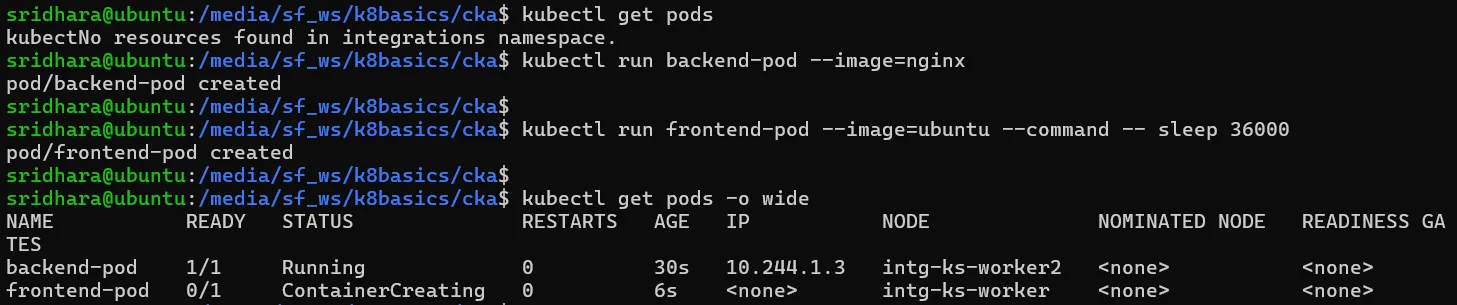 sridhara@ubuntu:/media/sf_ws/k8basics/cka$ kubectl get pods
kubectNo resources found in integrations namespace.
sridhara@ubuntu:/media/sf_ws/k8basics/cka$ kubectl run backend-pod --image=nginx
pod/backend-pod created
sridhara@ubuntu:/media/sf_ws/k8basics/cka$
sridhara@ubuntu:/media/sf_ws/k8basics/cka$ kubectl run frontend-pod --image=ubuntu --command -- sleep 36000
pod/frontend-pod created
sridhara@ubuntu:/media/sf_ws/k8basics/cka$
sridhara@ubuntu:/media/sf_ws/k8basics/cka$ kubectl get pods -o wide
NAME           READY   STATUS              RESTARTS   AGE   IP           NODE              NOMINATED NODE   READINESS GA
TES
backend-pod    1/1     Running             0          30s   10.244.1.3   intg-ks-worker2   <none>           <none>
frontend-pod   0/1     ContainerCreating   0          6s    <none>       intg-ks-worker    <none>           <none>